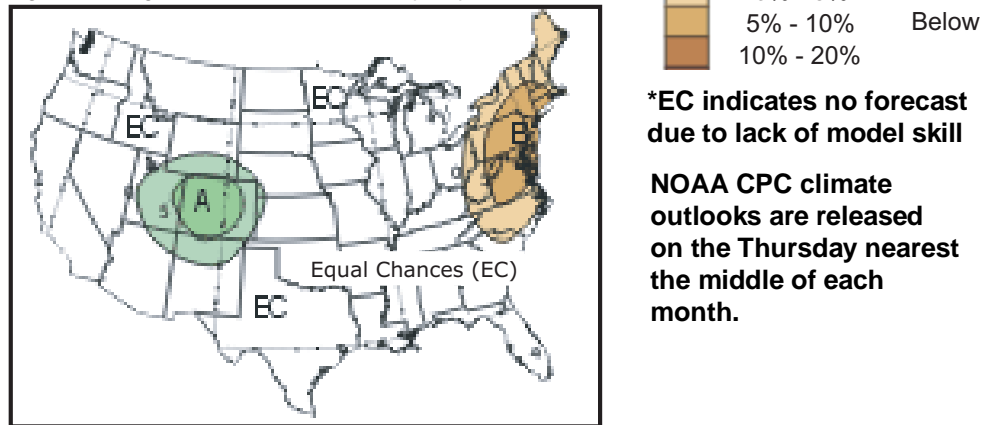 5% - 10% Below
10% - 20%
*EC indicates no forecast
due to lack of model skill
NOAA CPC climate
outlooks are released
on the Thursday nearest
the middle of each
month.
EC
EC
B
A
5
Equal Chances (EC)
EC